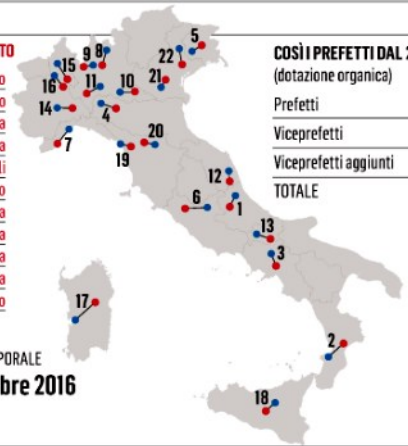 TO
COSÌ I PREFETTI DAL 2
(dotazione organica)
Prefetti
Viceprefetti
Viceprefetti aggiunti
TOTALE
5
9 8
22
15
16
11
10
21
14
4
7
20
19
12
6
1
13
3
17
2
18
o
o
a
a
li
o
a
a
a
a
o
PORALE
bre 2016